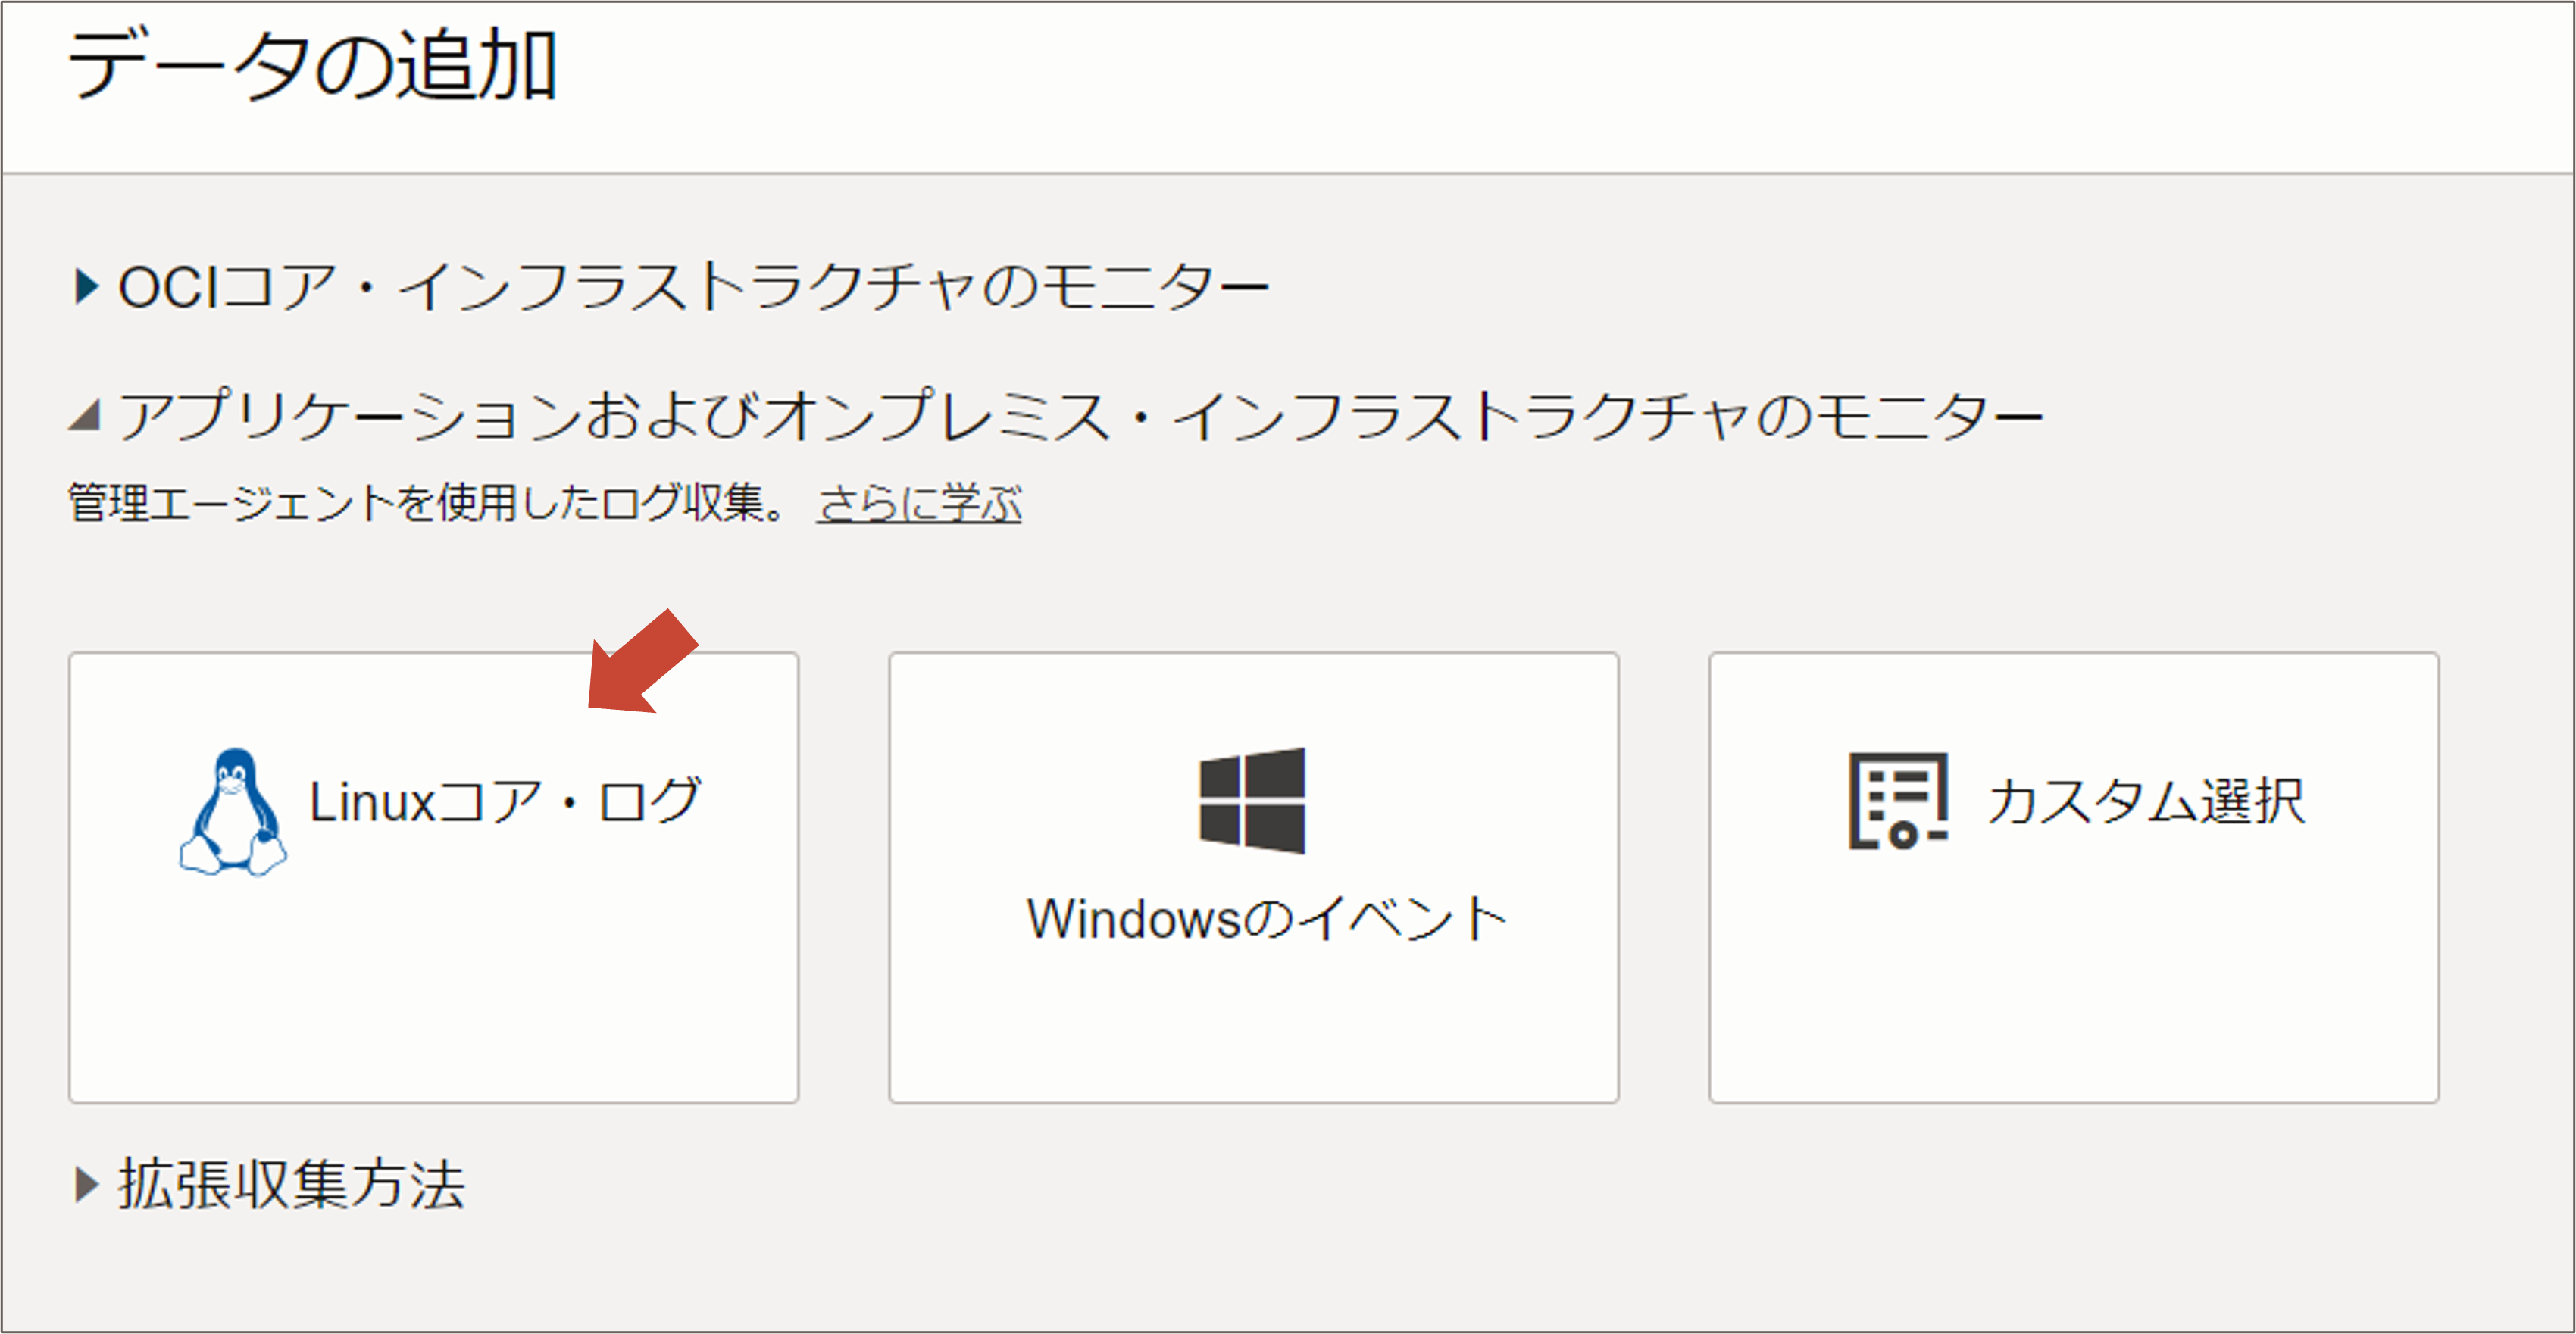 データの追加
OCIコア・インフラストラクチャのモニター
アプリケーションおよびオンプレミス・インフラストラクチャのモニター
管理エージェントを使用したログ収集。 さらに学ぶ
Linuxコア・ログ
Windowsのイベント
カスタム選択
拡張収集方法